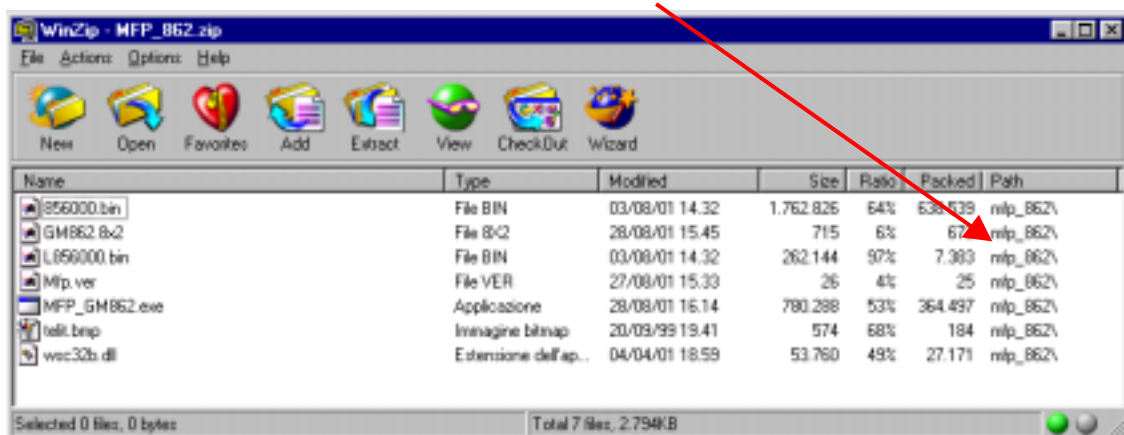 WinZip - MFP_862.zip
File Actions Options Help
New Open Favorites Add Extract View CheckOut Wizard
Name Type Modified Size Ratio Packed Path
856000.bin File BIN 03/08/01 14.32 1.762.826 64% 638.539 mfp_862\
GM862.8x2 File 8X2 28/08/01 15.45 715 6% mfp_862\
L856000.bin File BIN 03/08/01 14.32 262.144 97% 7.383 mfp_862\
Mfp.ver File VER 27/08/01 15.33 26 4% 25 mfp_862\
MFP_GM862.exe Applicazione 28/08/01 16.14 780.288 53% 364.497 mfp_862\
telit.bmp Immagine bitmap 20/09/99 19.41 574 68% 184 mfp_862\
wsc32b.dll Estensione dell'ap... 04/04/01 18.59 53.760 49% 27.171 mfp_862\
Selected 0 files, 0 bytes Total 7 files, 2.794KB